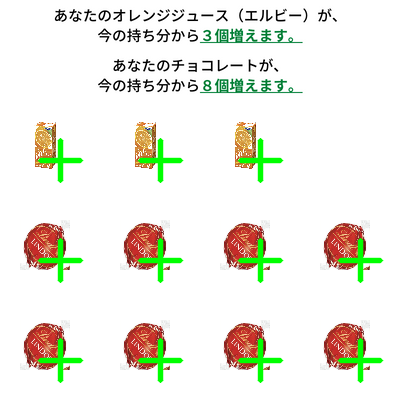 あなたのオレンジジュース（エルビー）が、
今の持ち分から３個増えます。
あなたのチョコレートが、
今の持ち分から８個増えます。